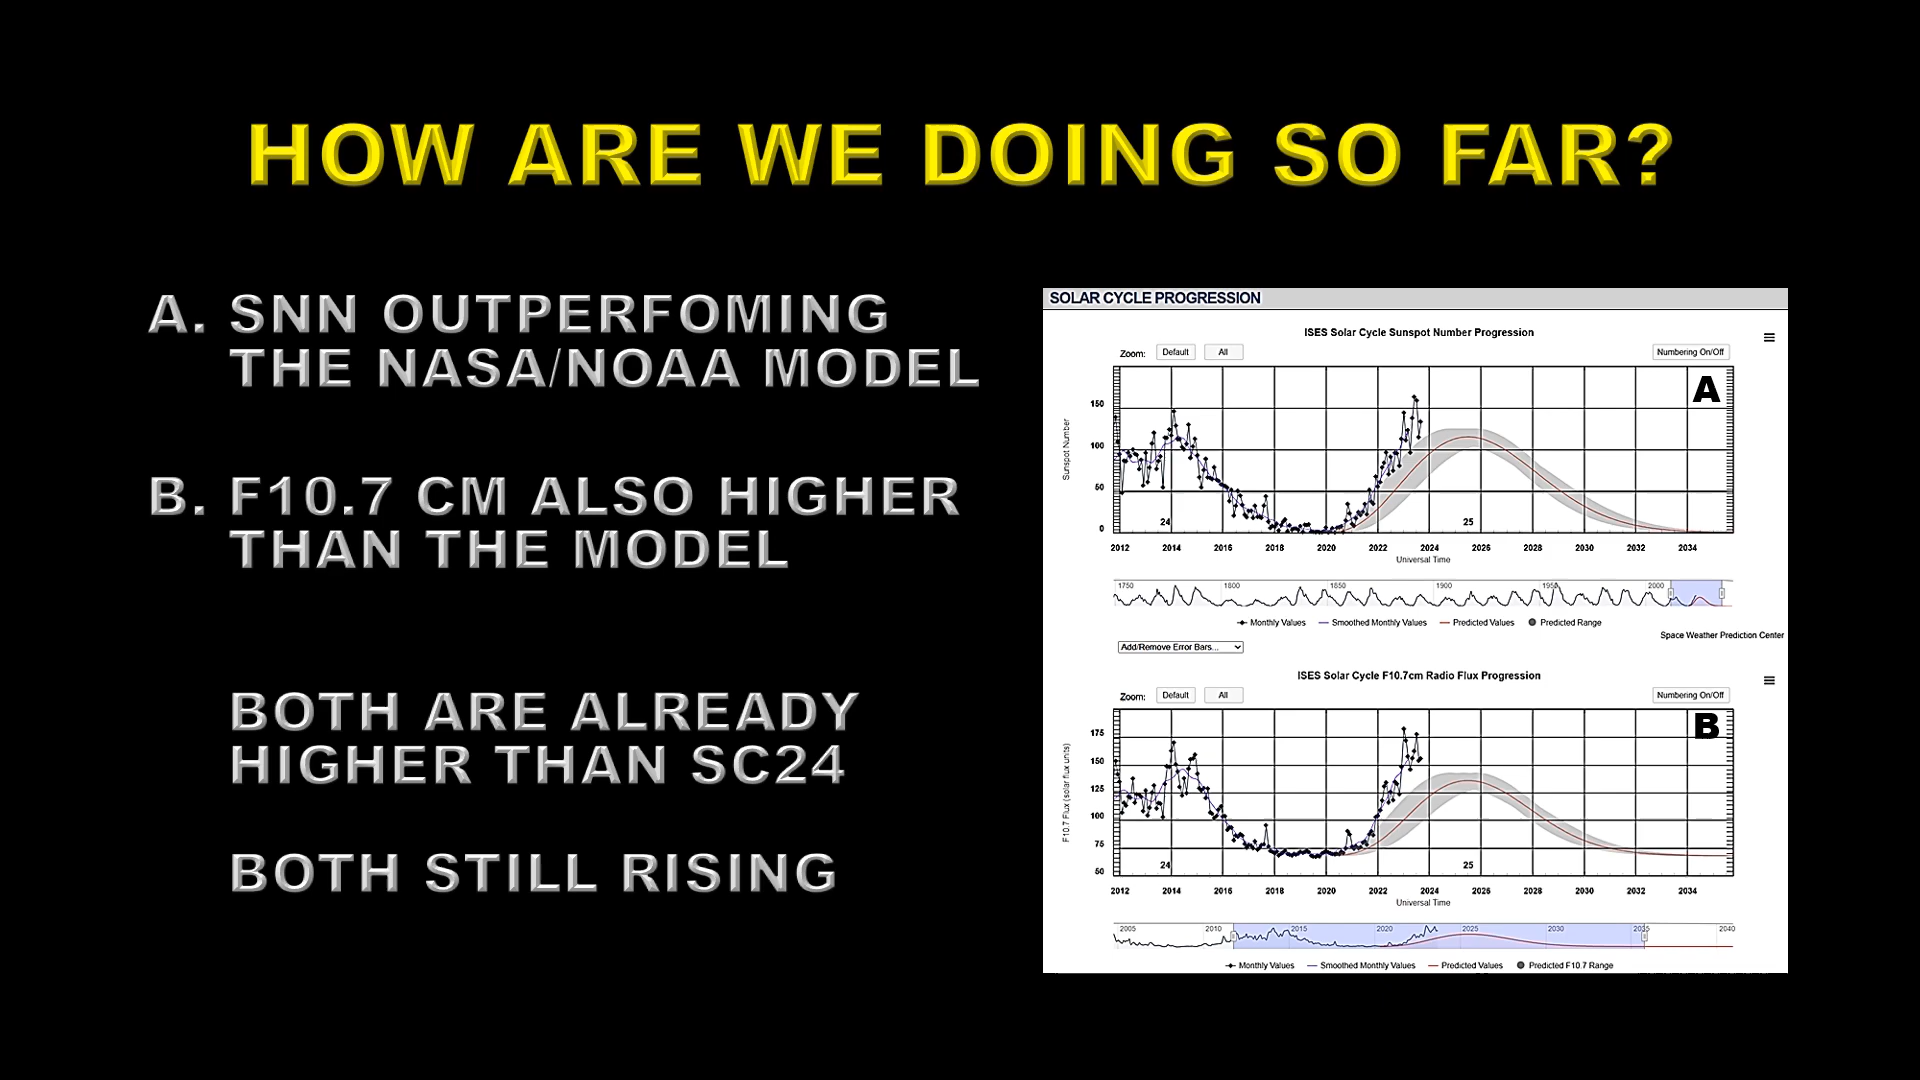 HOW ARE WE DOING SO FAR?
A. SNN OUTPERFOMING
THE NASA/NOAA MODEL
B. F10.7 CM ALSO HIGHER
THAN THE MODEL
BOTH ARE ALREADY
HIGHER THAN SC24
BOTH STILL RISING
SOLAR CYCLE PROGRESSION
ISES Solar Cycle Sunspot Number Progression
Zoom: Default All Numbering On/Off
A
Sunspot Number
150
100
50
0
24 25
2012 2014 2016 2018 2020 2022 2024 2026 2028 2030 2032 2034
Universal Time
1750 1800 1850 1900 1950 2000
Monthly Values Smoothed Monthly Values Predicted Values Predicted Range
Space Weather Prediction Center
Add/Remove Error Bars...
ISES Solar Cycle F10.7cm Radio Flux Progression
Zoom: Default All Numbering On/Off
B
F10.7 Flux (solar flux units)
175
150
125
100
75
50
24 25
2012 2014 2016 2018 2020 2022 2024 2026 2028 2030 2032 2034
Universal Time
2005 2010 2015 2020 2025 2030 2035 2040
Monthly Values Smoothed Monthly Values Predicted Values Predicted F10.7 Range